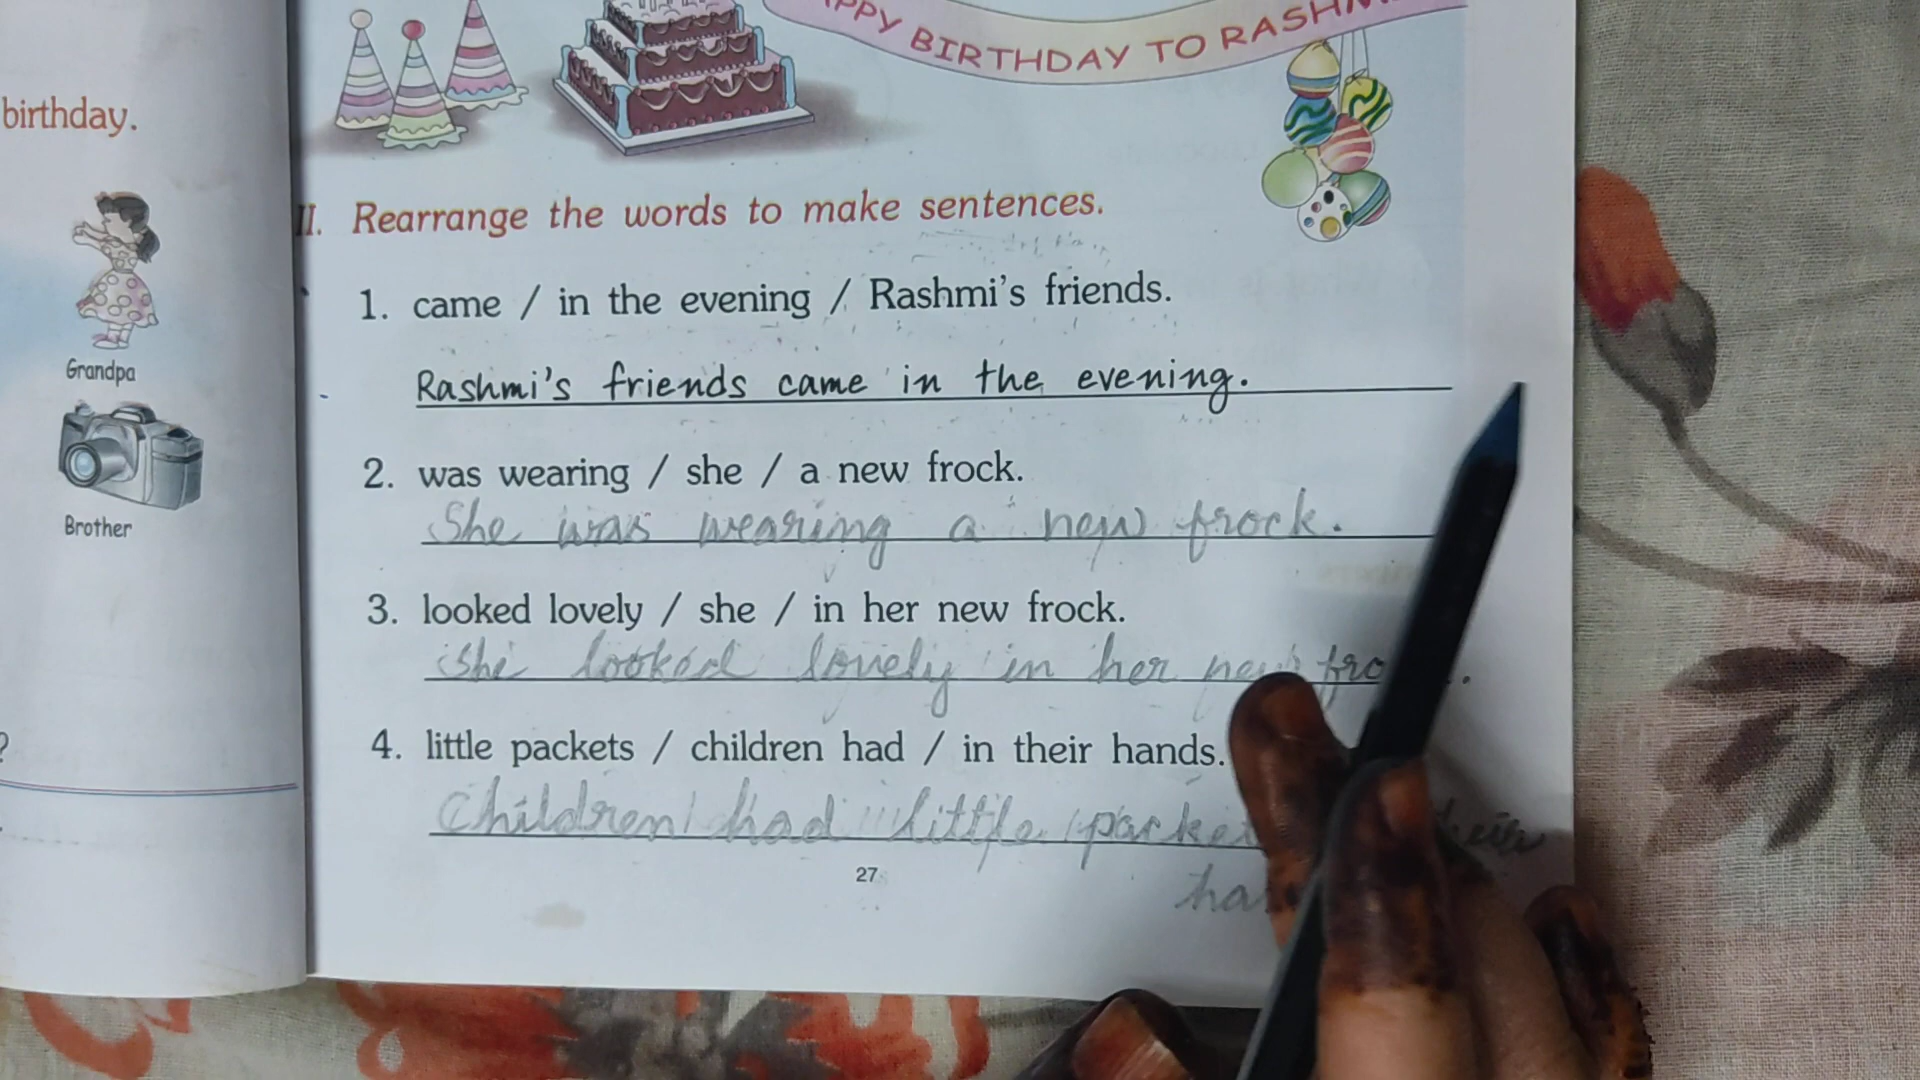 BIRTHDAY TO
birthday.
Grandpa
Brother
?
II. Rearrange the words to make sentences.
1. came / in the evening / Rashmi's friends.
Rashmi's friends came in the evening.
2. was wearing / she / a new frock.
She was wearing a new frock.
3. looked lovely / she / in her new frock.
She looked lovely in her new
4. little packets / children had / in their hands.
Children had little
27